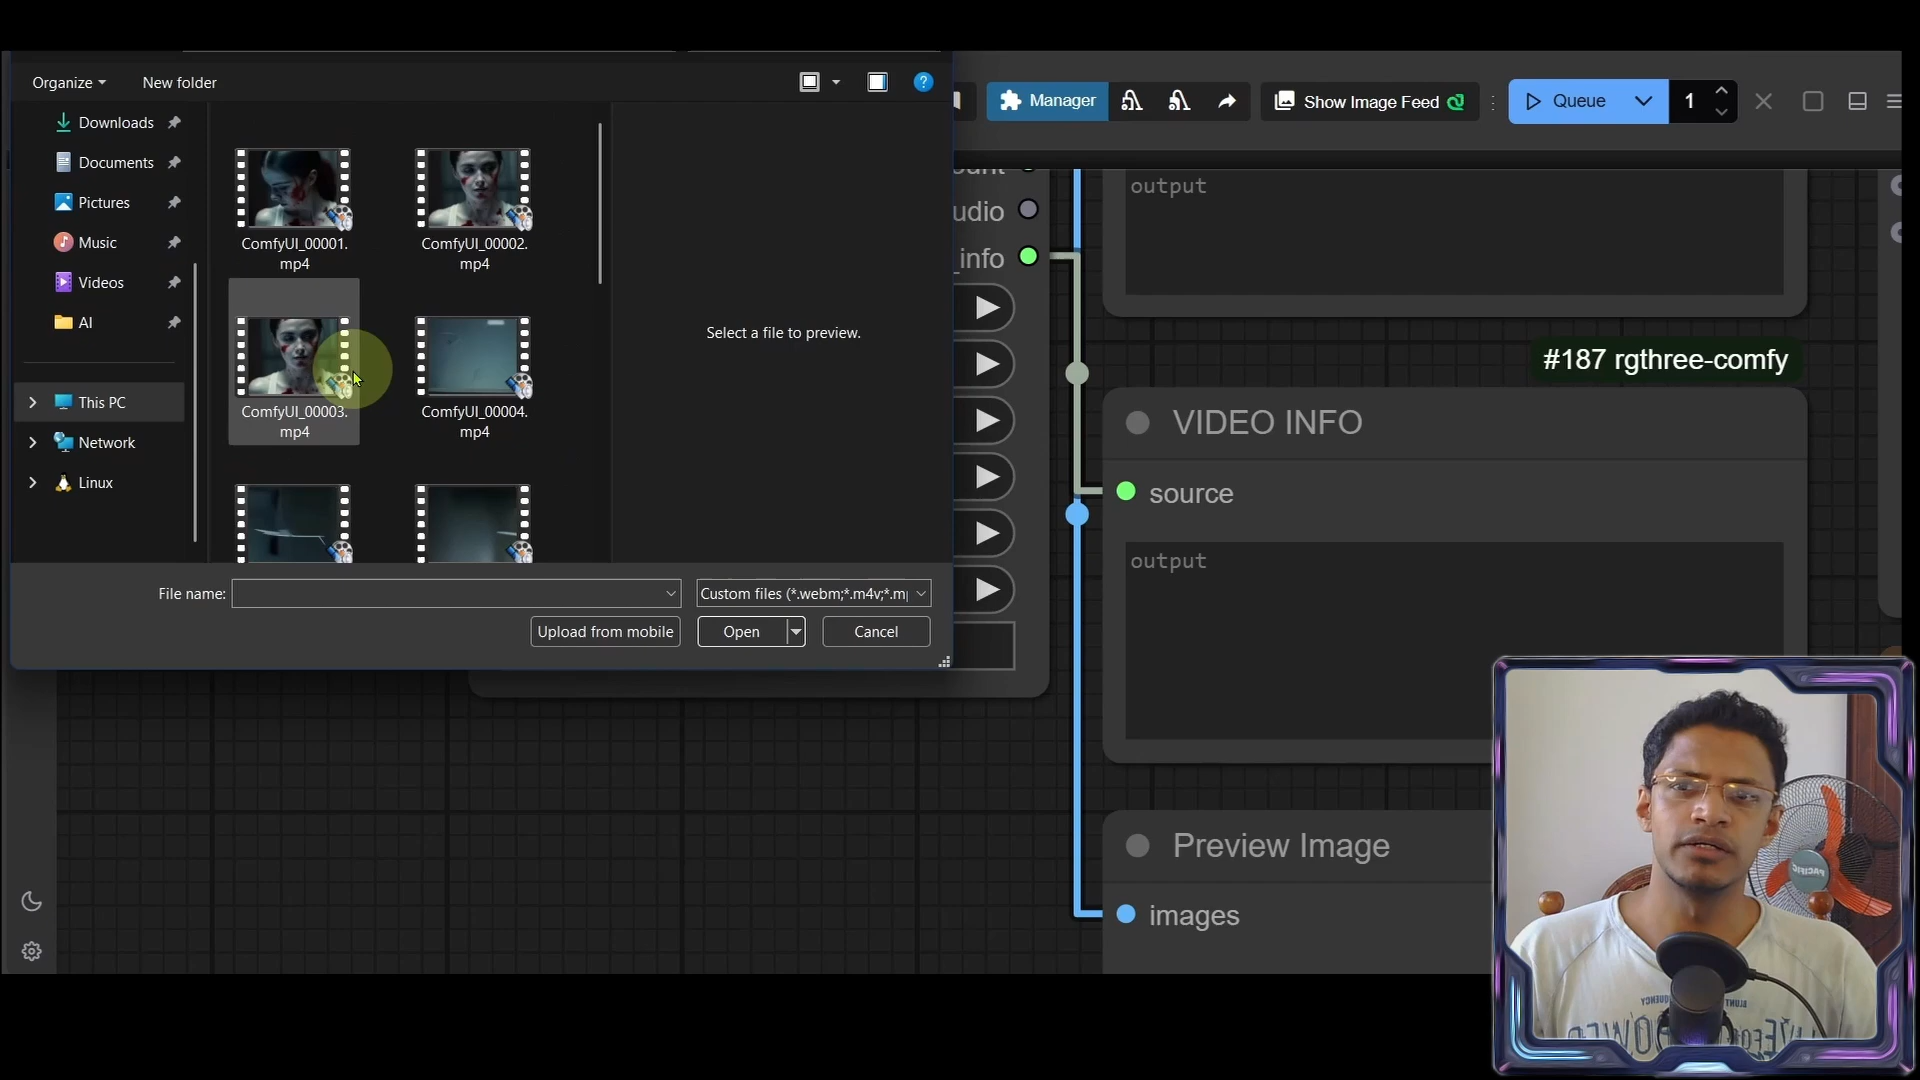 Organize
New folder
Manager
Show Image Feed
Queue
1
Downloads
Documents
Pictures
Music
Videos
AI
This PC
Network
Linux
ComfyUI_00001.
mp4
ComfyUI_00002.
mp4
ComfyUI_00003.
mp4
ComfyUI_00004.
mp4
Select a file to preview.
File name:
Custom files (*.webm;*.m4v;*.m
Upload from mobile
Open
Cancel
udio
_info
output
#187 rgthree-comfy
VIDEO INFO
source
output
Preview Image
images
PACIFIC